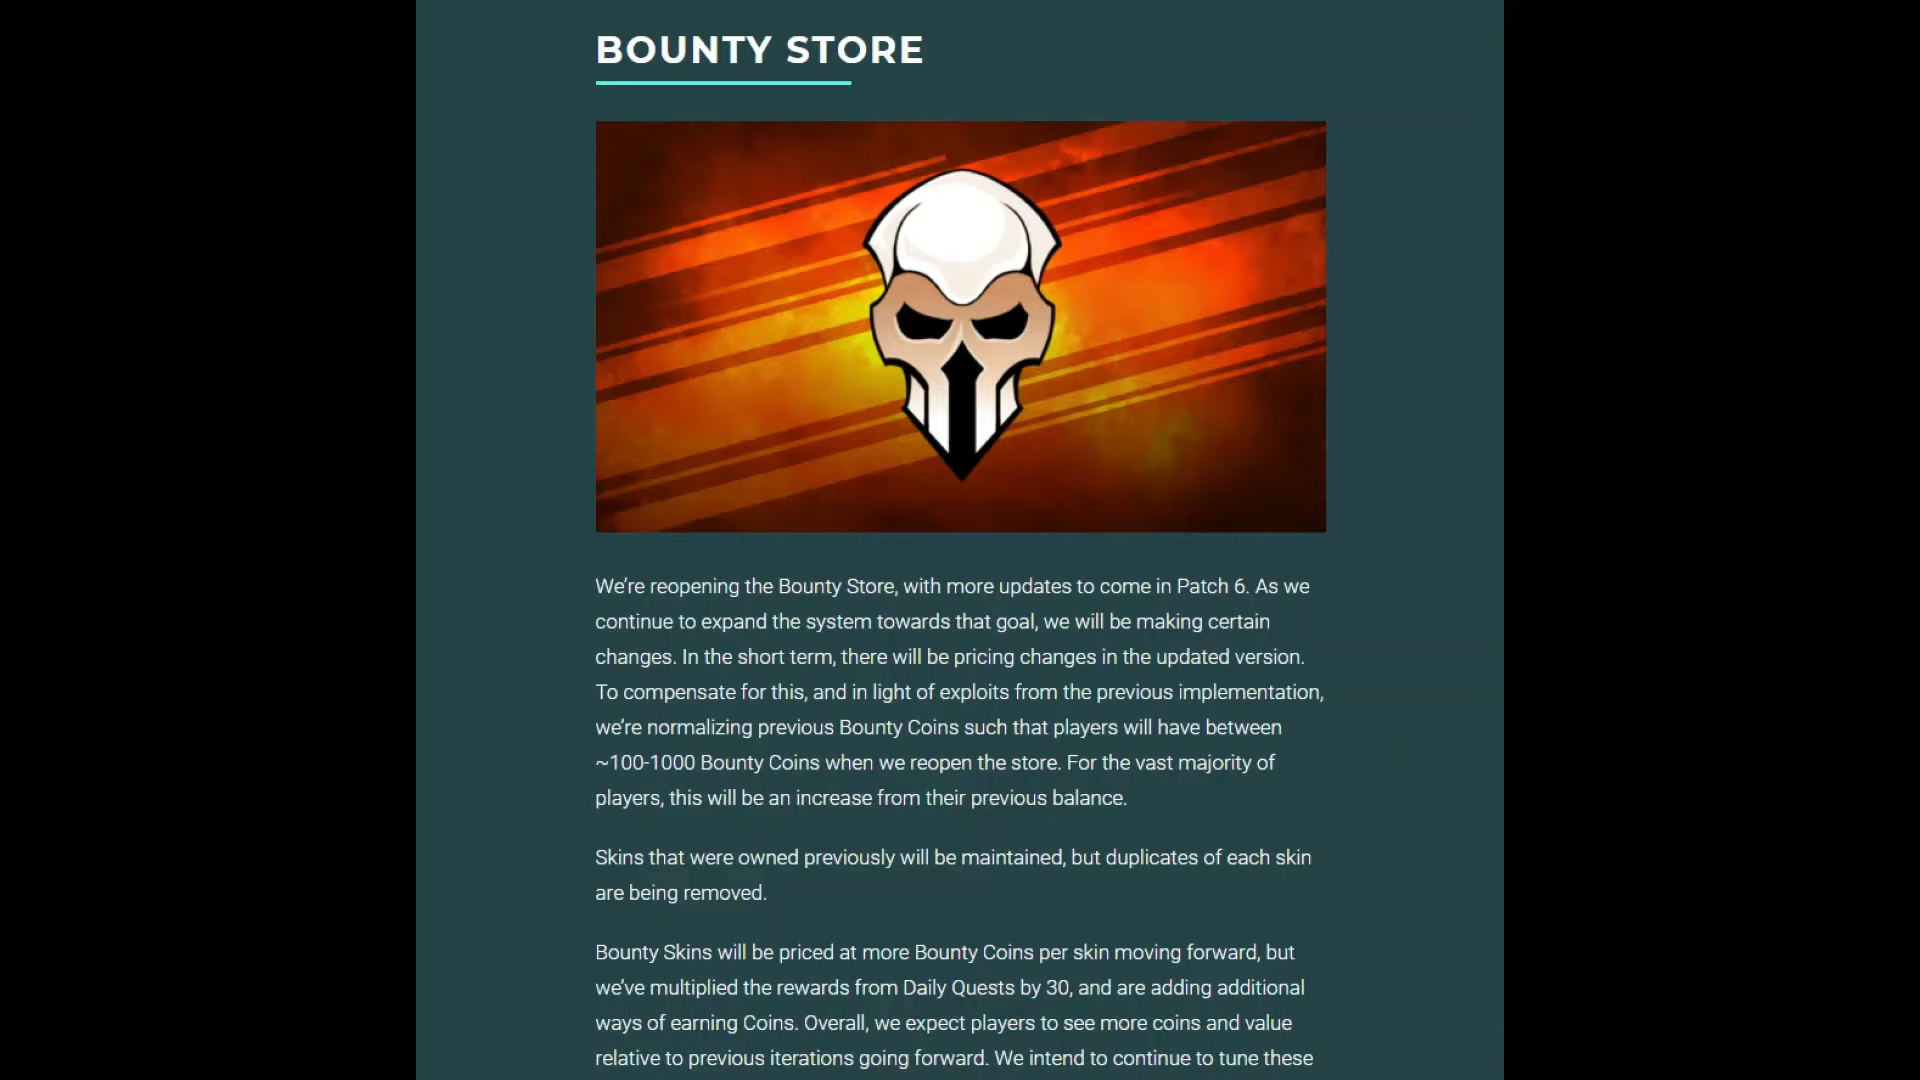 BOUNTY STORE
We’re reopening the Bounty Store, with more updates to come in Patch 6. As we
continue to expand the system towards that goal, we will be making certain
changes. In the short term, there will be pricing changes in the updated version.
To compensate for this, and in light of exploits from the previous implementation,
we’re normalizing previous Bounty Coins such that players will have between
~100-1000 Bounty Coins when we reopen the store. For the vast majority of
players, this will be an increase from their previous balance.
Skins that were owned previously will be maintained, but duplicates of each skin
are being removed.
Bounty Skins will be priced at more Bounty Coins per skin moving forward, but
we’ve multiplied the rewards from Daily Quests by 30, and are adding additional
ways of earning Coins. Overall, we expect players to see more coins and value
relative to previous iterations going forward. We intend to continue to tune these